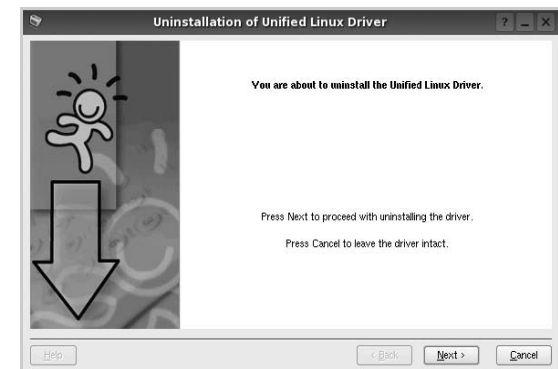 Uninstallation of Unified Linux Driver
You are about to uninstall the Unified Linux Driver.
Press Next to proceed with uninstalling the driver.
Press Cancel to leave the driver intact.
Help
< Back
Next >
Cancel